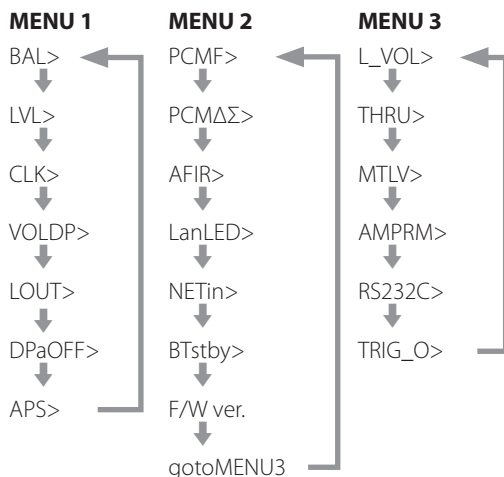 MENU 1
BAL>
LVL>
CLK>
VOLDP>
LOUT>
DPaOFF>
APS>
MENU 2
PCMF>
PCMΔΣ>
AFIR>
LanLED>
NETin>
BTstby>
F/W ver.
gotoMENU3
MENU 3
L_VOL>
THRU>
MTLV>
AMPRM>
RS232C>
TRIG_O>